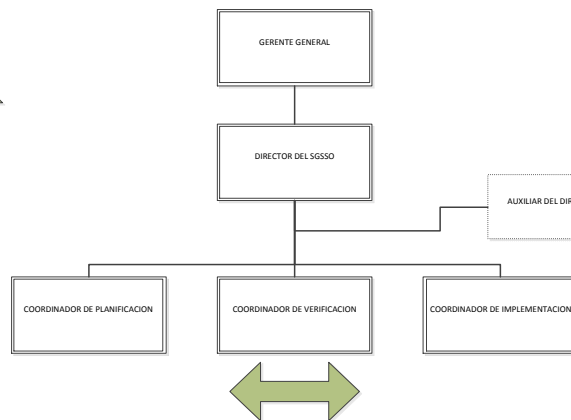 GERENTE GENERAL
DIRECTOR DEL SGSSO
AUXILIAR DEL DIR
COORDINADOR DE PLANIFICACION
COORDINADOR DE VERIFICACION
COORDINADOR DE IMPLEMENTACION